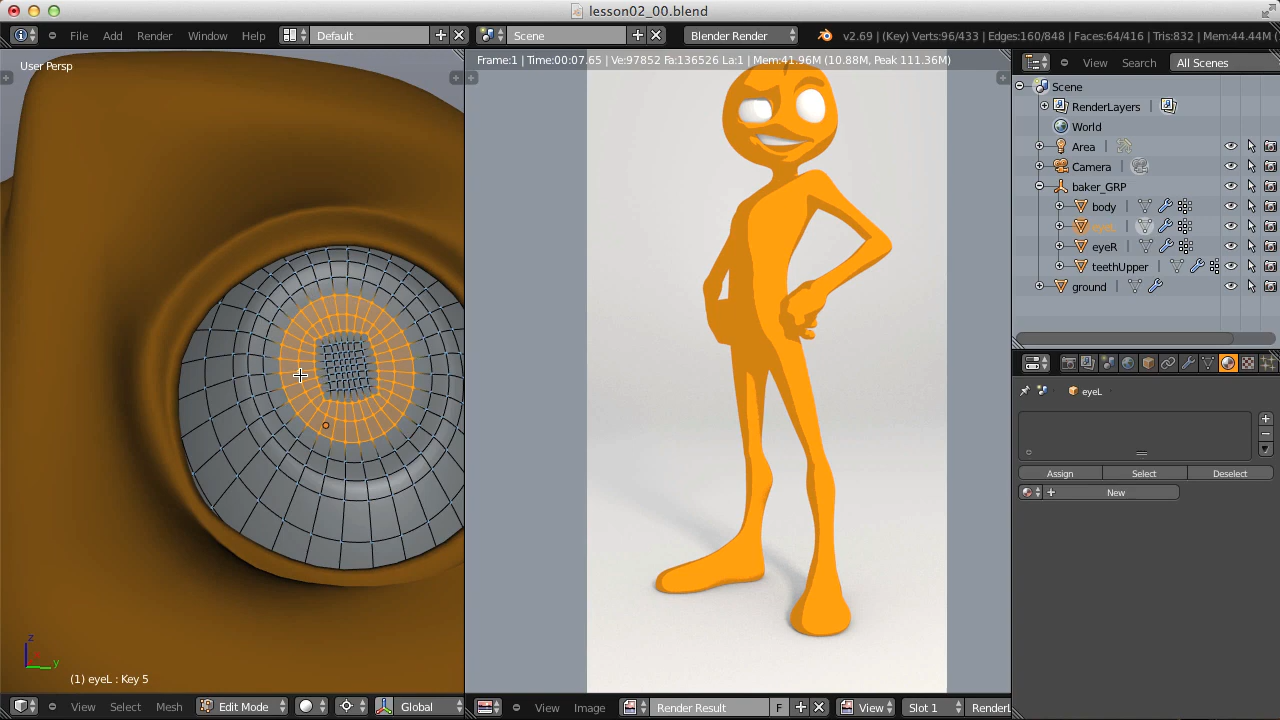 lesson02_00.blend
File Add Render Window Help Default Scene Blender Render v2.69 | (Key) Verts:96/433 | Edges:160/848 | Faces:64/416 | Tris:832 | Mem:44.44M
User Persp
Frame:1 | Time:00:07.65 | Ve:97852 Fa:136526 La:1 | Mem:41.96M (10.88M, Peak 111.36M)
View Search All Scenes
Scene
RenderLayers |
World
Area |
Camera |
baker_GRP
body |
eyeL |
eyeR |
teethUpper |
ground |
eyeL
Assign Select Deselect
New
z
y
(1) eyeL : Key 5
View Select Mesh Edit Mode Global
View Image Render Result F View Slot 1 RenderL